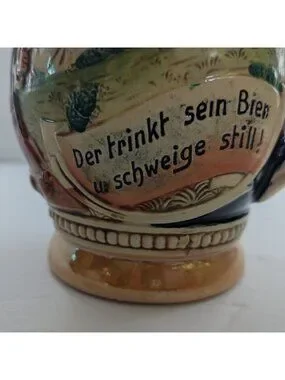 Der trinkt sein Bier
u. schweige still!